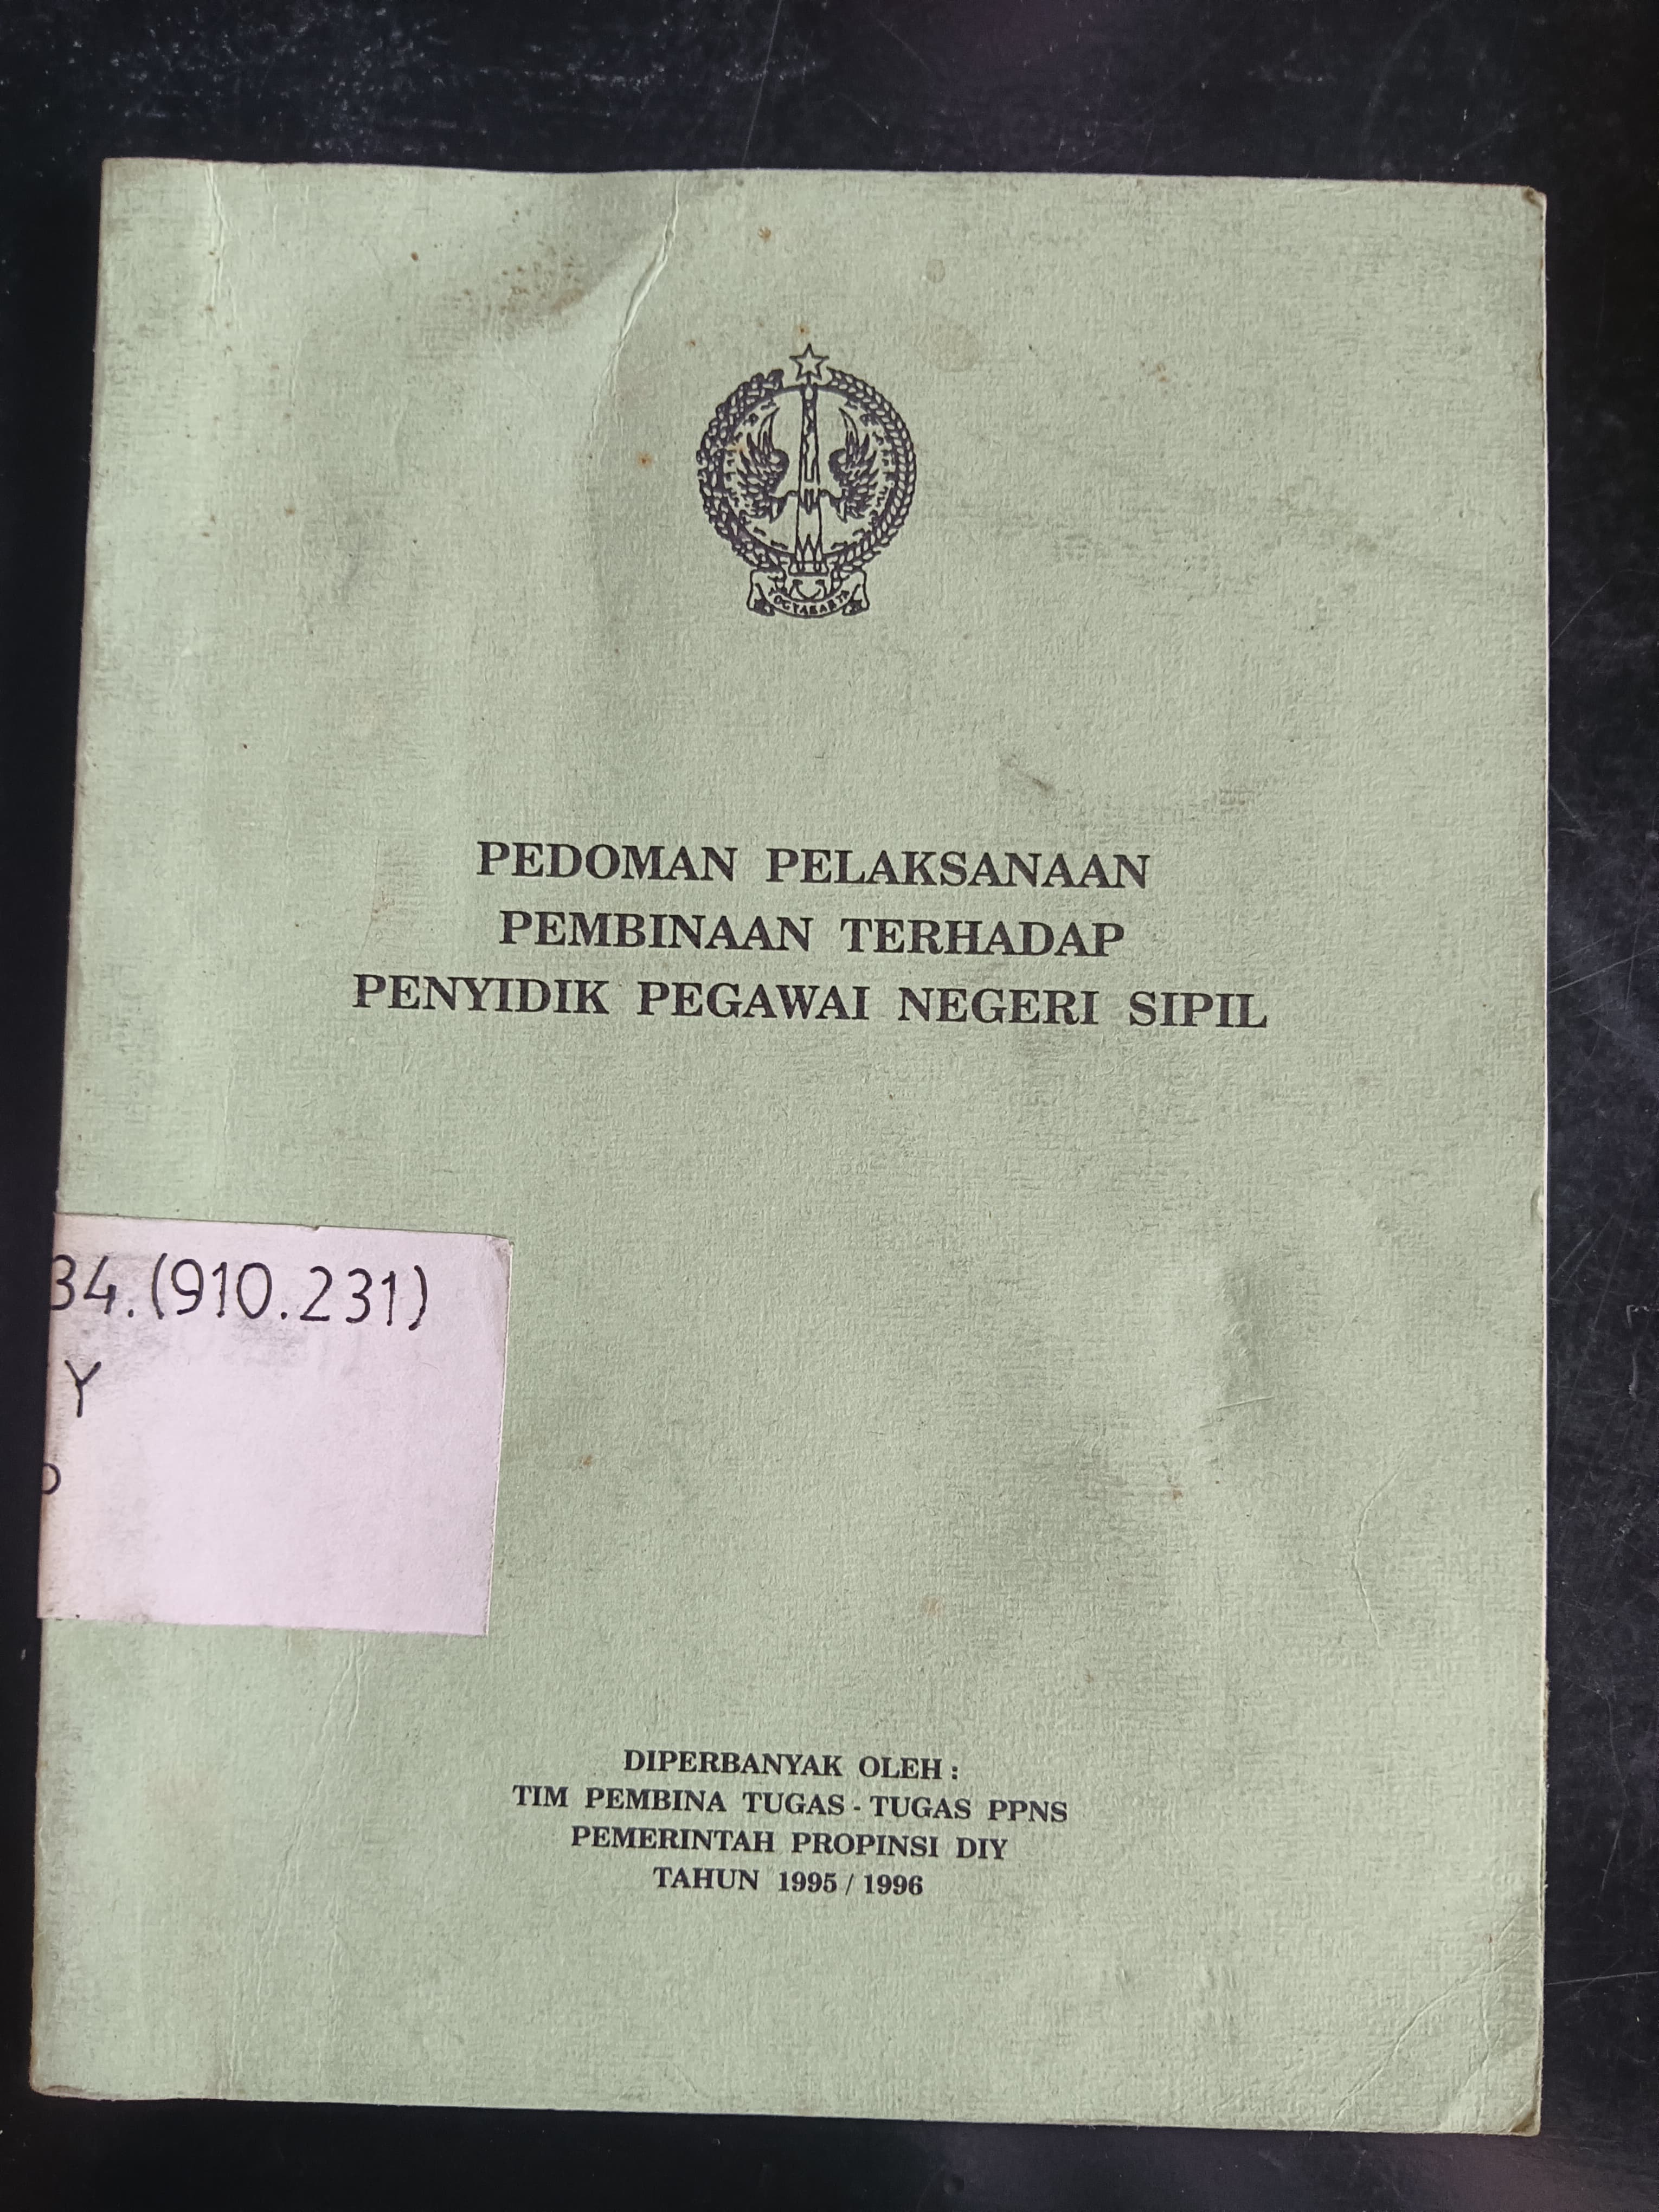 YOGYAKARTA
PEDOMAN PELAKSANAAN
PEMBINAAN TERHADAP
PENYIDIK PEGAWAI NEGERI SIPIL
34.(910.231)
Y
DIPERBANYAK OLEH :
TIM PEMBINA TUGAS - TUGAS PPNS
PEMERINTAH PROPINSI DIY
TAHUN 1995 / 1996